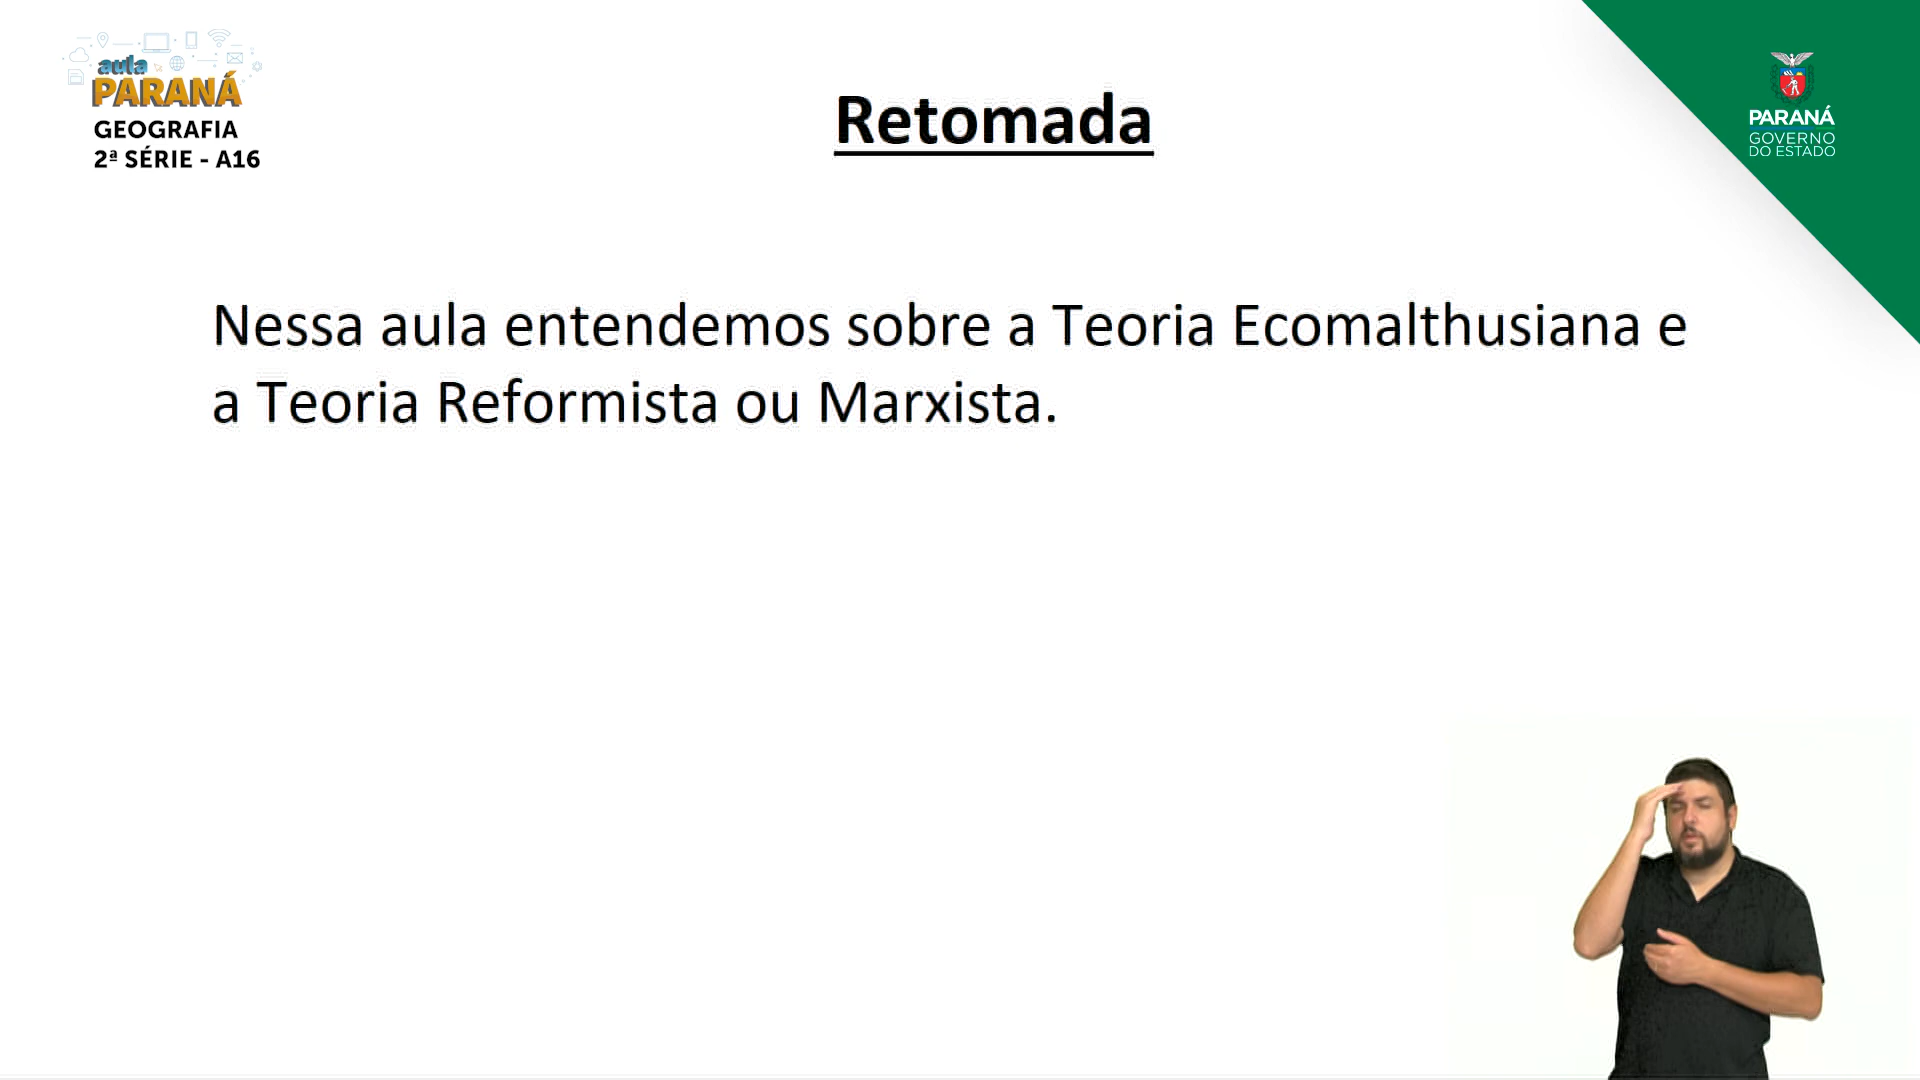 aula
PARANÁ
GEOGRAFIA
2ª SÉRIE - A16
Retomada
PARANÁ
GOVERNO
DO ESTADO
Nessa aula entendemos sobre a Teoria Ecomalthusiana e
a Teoria Reformista ou Marxista.